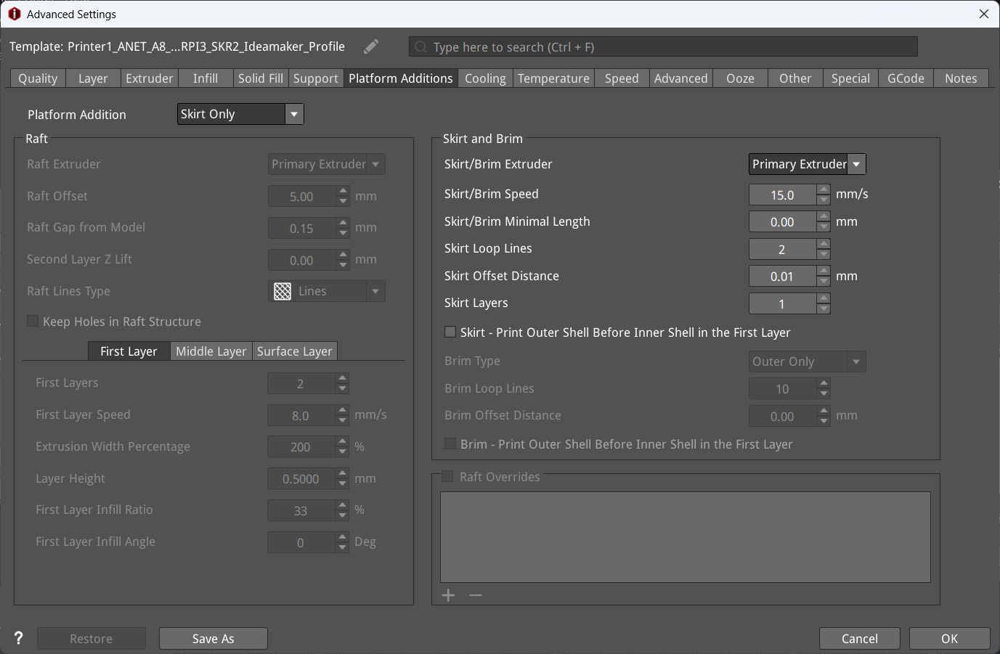 Advanced Settings
Template: Printer1_ANET_A8_...RPI3_SKR2_Ideamaker_Profile
Type here to search (Ctrl + F)
Quality Layer Extruder Infill Solid Fill Support Platform Additions Cooling Temperature Speed Advanced Ooze Other Special GCode Notes
Platform Addition Skirt Only
Raft
Raft Extruder Primary Extruder
Raft Offset 5.00 mm
Raft Gap from Model 0.15 mm
Second Layer Z Lift 0.00 mm
Raft Lines Type Lines
Keep Holes in Raft Structure
First Layer Middle Layer Surface Layer
First Layers 2
First Layer Speed 8.0 mm/s
Extrusion Width Percentage 200 %
Layer Height 0.5000 mm
First Layer Infill Ratio 33 %
First Layer Infill Angle 0 Deg
Skirt and Brim
Skirt/Brim Extruder Primary Extruder
Skirt/Brim Speed 15.0 mm/s
Skirt/Brim Minimal Length 0.00 mm
Skirt Loop Lines 2
Skirt Offset Distance 0.01 mm
Skirt Layers 1
Skirt - Print Outer Shell Before Inner Shell in the First Layer
Brim Type Outer Only
Brim Loop Lines 10
Brim Offset Distance 0.00 mm
Brim - Print Outer Shell Before Inner Shell in the First Layer
Raft Overrides
? Restore Save As Cancel OK